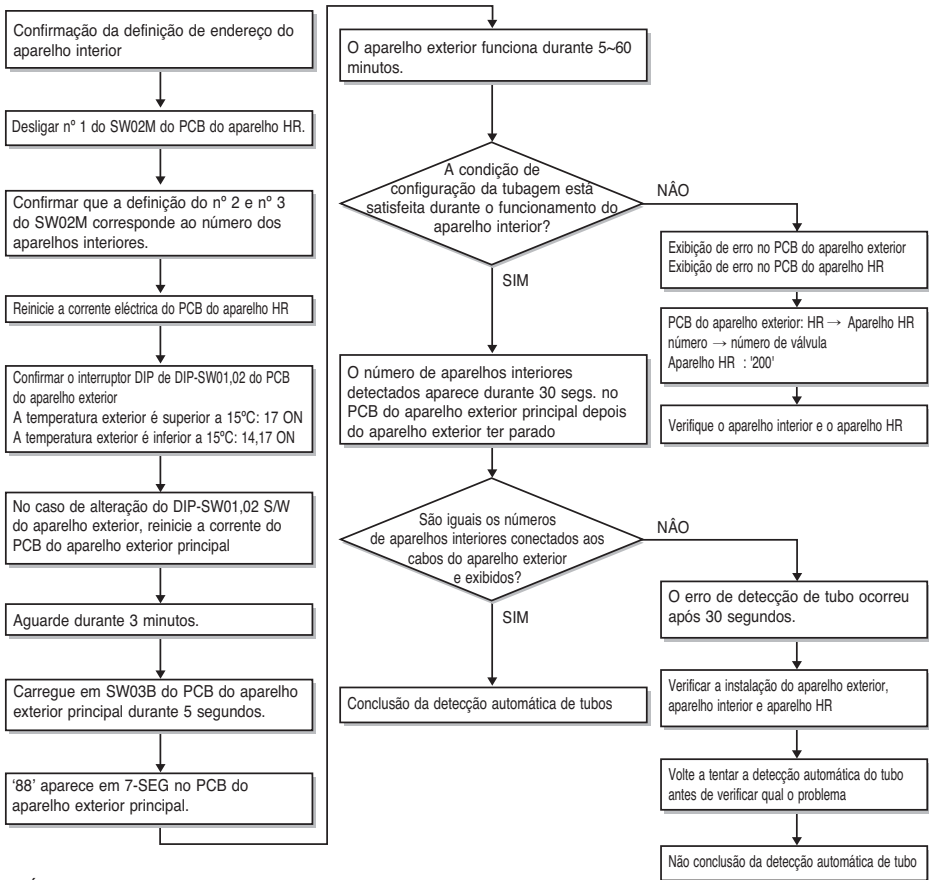 Confirmação da definição de endereço do
aparelho interior
Desligar nº 1 do SW02M do PCB do aparelho HR.
Confirmar que a definição do nº 2 e nº 3
do SW02M corresponde ao número dos
aparelhos interiores.
Reinicie a corrente eléctrica do PCB do aparelho HR
Confirmar o interruptor DIP de DIP-SW01,02 do PCB
do aparelho exterior
A temperatura exterior é superior a 15ºC: 17 ON
A temperatura exterior é inferior a 15ºC: 14,17 ON
No caso de alteração do DIP-SW01,02 S/W
do aparelho exterior, reinicie a corrente do
PCB do aparelho exterior principal
Aguarde durante 3 minutos.
Carregue em SW03B do PCB do aparelho
exterior principal durante 5 segundos.
'88' aparece em 7-SEG no PCB do
aparelho exterior principal.
O aparelho exterior funciona durante 5~60
minutos.
A condição de
configuração da tubagem está
satisfeita durante o funcionamento do
aparelho interior?
NÂO
SIM
Exibição de erro no PCB do aparelho exterior
Exibição de erro no PCB do aparelho HR
PCB do aparelho exterior: HR → Aparelho HR
número → número de válvula
Aparelho HR : '200'
Verifique o aparelho interior e o aparelho HR
O número de aparelhos interiores
detectados aparece durante 30 segs. no
PCB do aparelho exterior principal depois
do aparelho exterior ter parado
São iguais os números
de aparelhos interiores conectados aos
cabos do aparelho exterior
e exibidos?
NÂO
SIM
Conclusão da detecção automática de tubos
O erro de detecção de tubo ocorreu
após 30 segundos.
Verificar a instalação do aparelho exterior,
aparelho interior e aparelho HR
Volte a tentar a detecção automática do tubo
antes de verificar qual o problema
Não conclusão da detecção automática de tubo